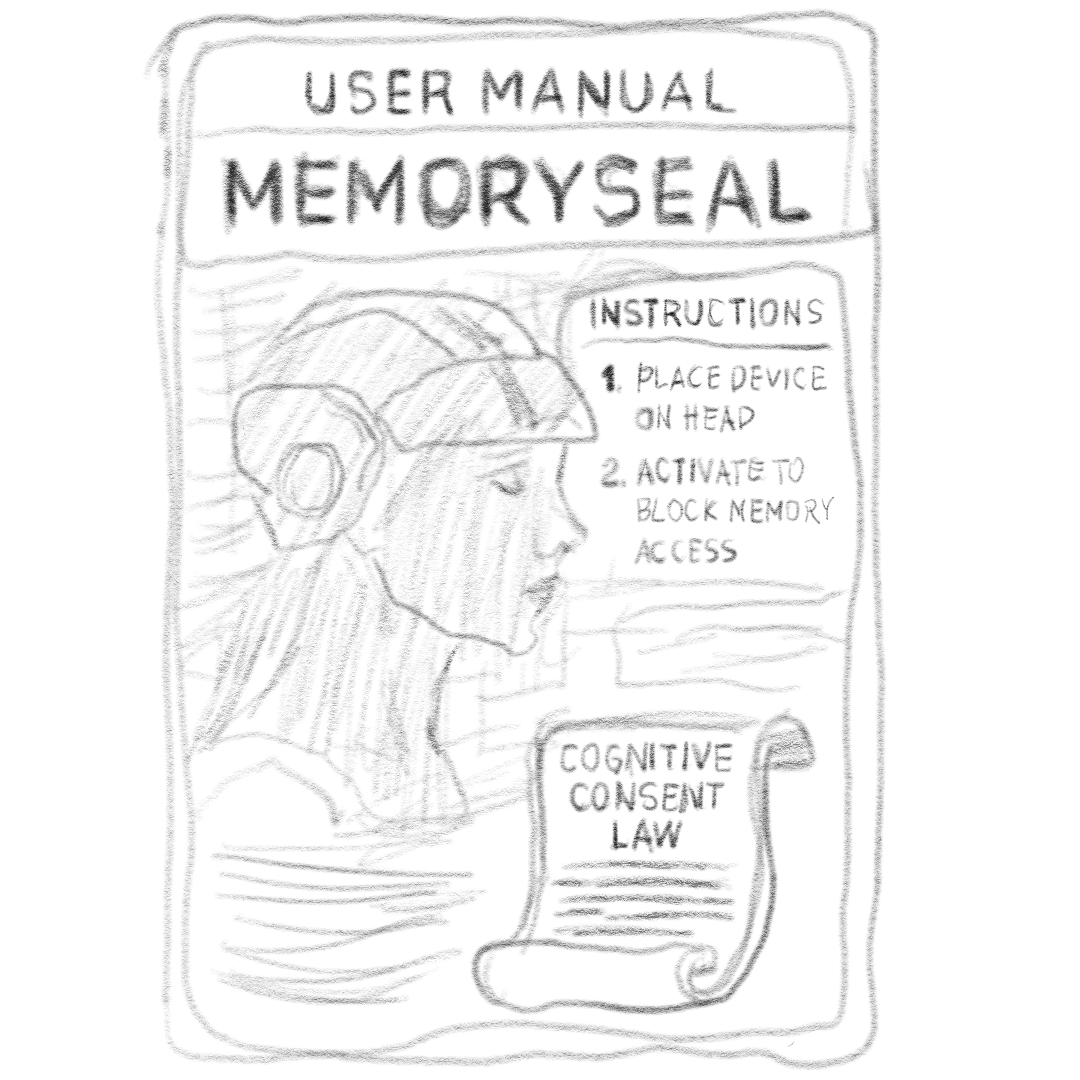 USER MANUAL
MEMORYSEAL
INSTRUCTIONS
1. PLACE DEVICE
ON HEAD
2. ACTIVATE TO
BLOCK MEMORY
ACCESS
COGNITIVE
CONSENT
LAW